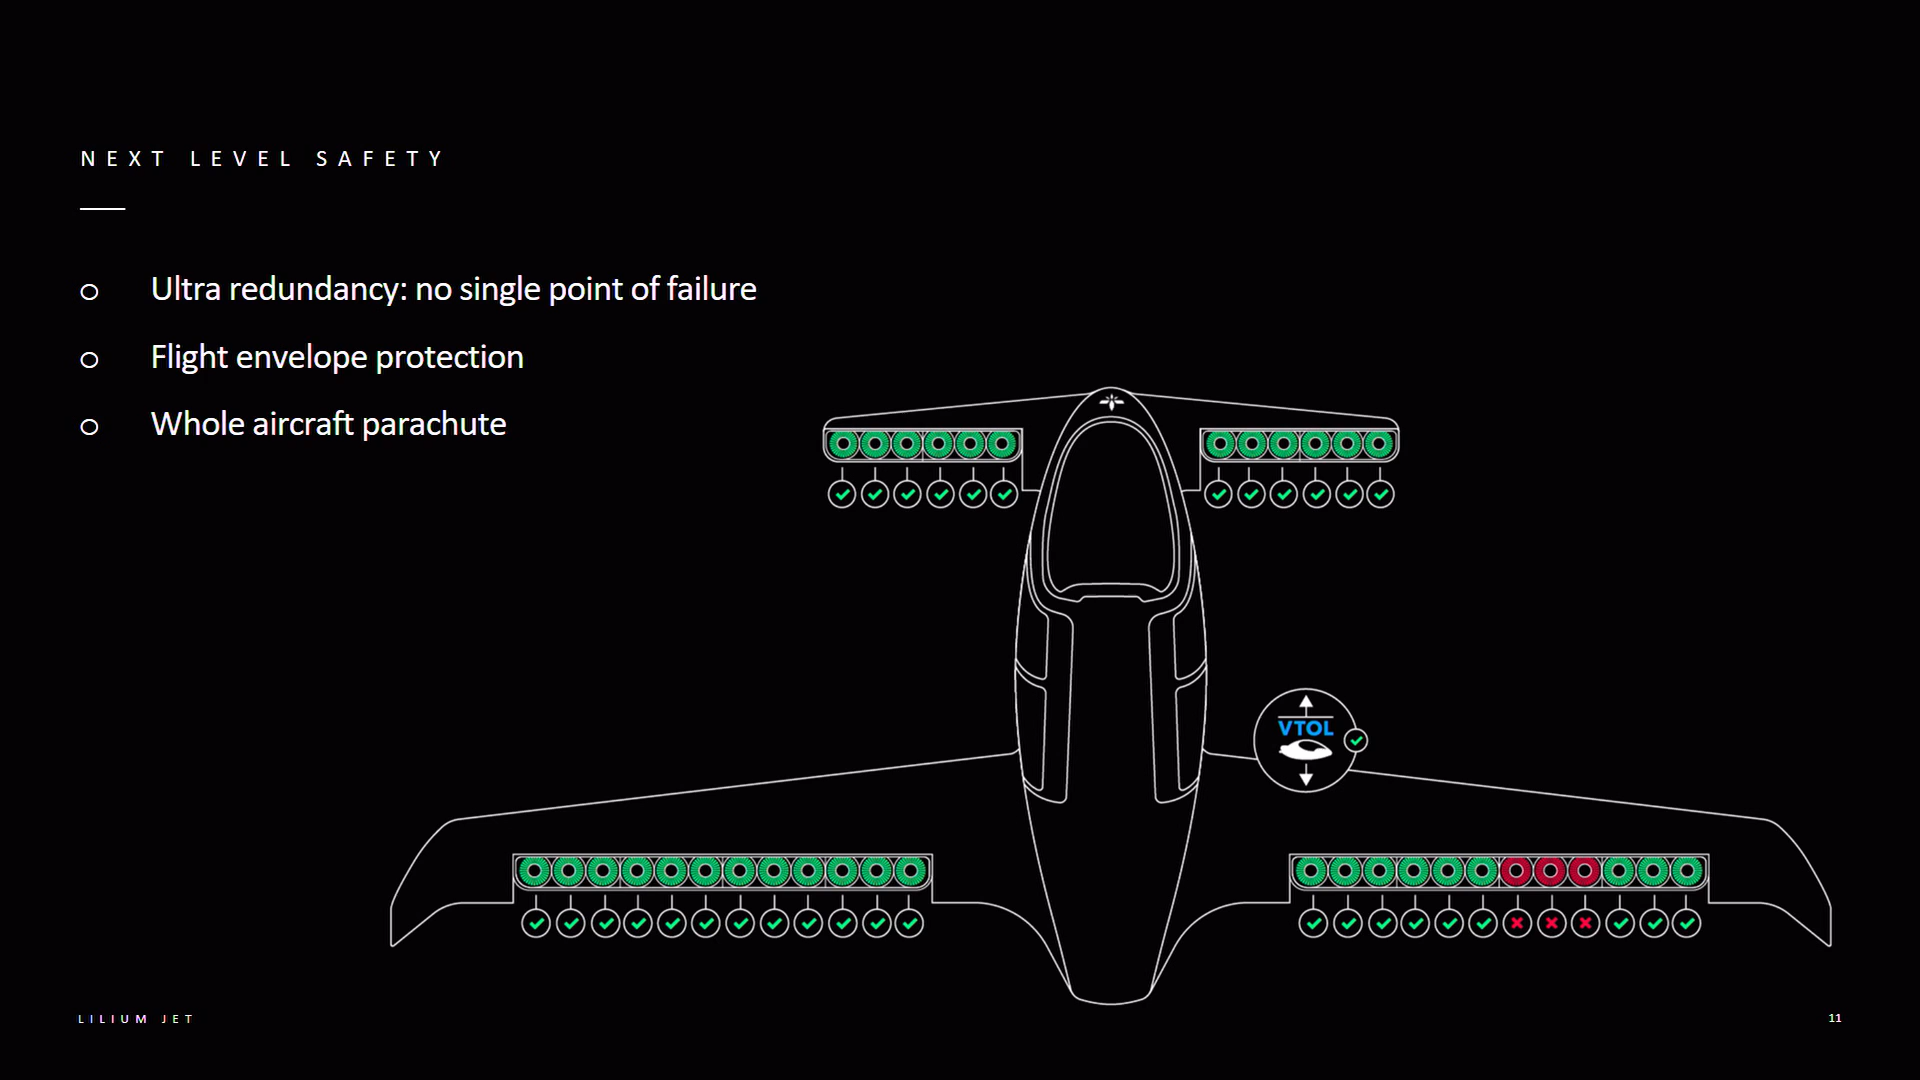 NEXT LEVEL SAFETY
Ultra redundancy: no single point of failure
Flight envelope protection
Whole aircraft parachute
VTOL
LILIUM JET
11